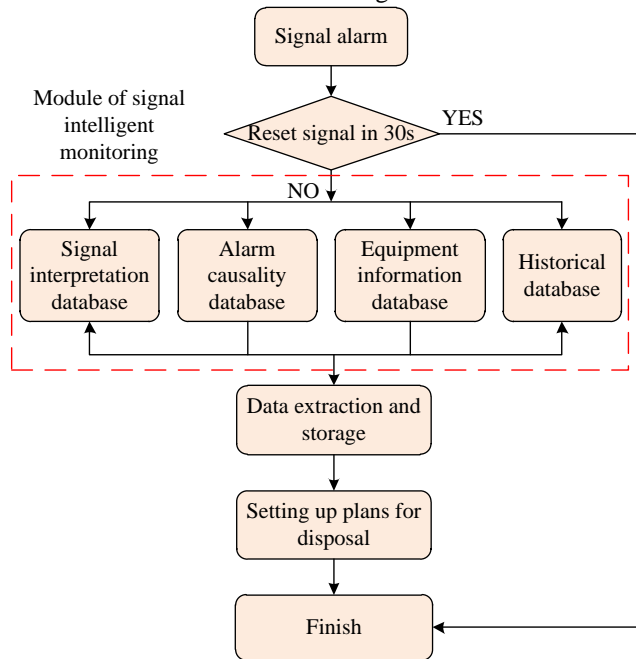 Signal alarm
Module of signal
intelligent
monitoring
Reset signal in 30s
YES
NO
Signal
interpretation
database
Alarm
causality
database
Equipment
information
database
Historical
database
Data extraction and
storage
Setting up plans for
disposal
Finish